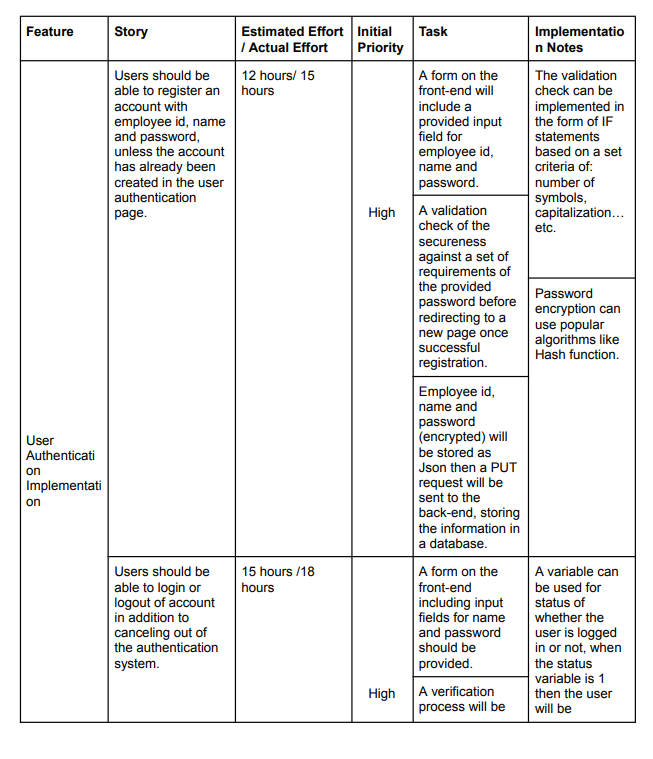 Feature
Story
Estimated Effort
/ Actual Effort
Initial
Priority
Task
Implementatio
n Notes
User
Authenticati
on
Implementati
on
Users should be
able to register an
account with
employee id, name
and password,
unless the account
has already been
created in the user
authentication
page.
12 hours/ 15
hours
High
A form on the
front-end will
include a
provided input
field for
employee id,
name and
password.
A validation
check of the
secureness
against a set of
requirements of
the provided
password before
redirecting to a
new page once
successful
registration.
Employee id,
name and
password
(encrypted) will
be stored as
Json then a PUT
request will be
sent to the
back-end, storing
the information in
a database.
The validation
check can be
implemented in
the form of IF
statements
based on a set
criteria of:
number of
symbols,
capitalization…
etc.
Password
encryption can
use popular
algorithms like
Hash function.
Users should be
able to login or
logout of account
in addition to
canceling out of
the authentication
system.
15 hours /18
hours
High
A form on the
front-end
including input
fields for name
and password
should be
provided.
A verification
process will be
A variable can
be used for
status of
whether the
user is logged
in or not, when
the status
variable is 1
then the user
will be